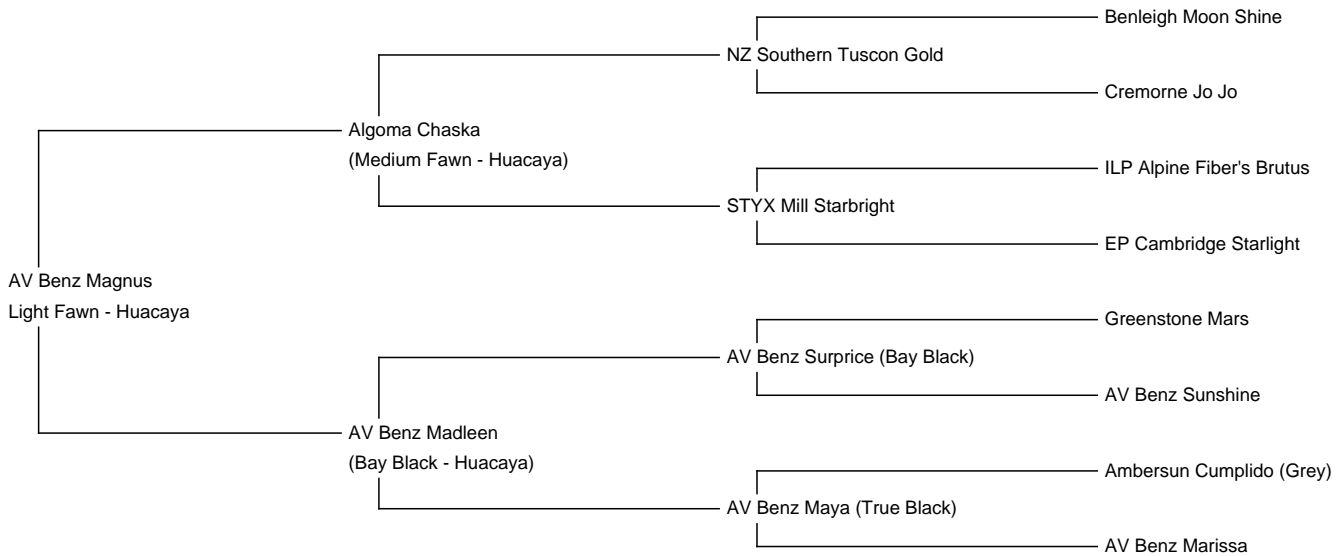 Benleigh Moon Shine
NZ Southern Tuscon Gold
Cremorne Jo Jo
Algoma Chaska
(Medium Fawn - Huacaya)
ILP Alpine Fiber's Brutus
STYX Mill Starbright
EP Cambridge Starlight
AV Benz Magnus
Light Fawn - Huacaya
Greenstone Mars
AV Benz Surprice (Bay Black)
AV Benz Sunshine
AV Benz Madleen
(Bay Black - Huacaya)
Ambersun Cumplido (Grey)
AV Benz Maya (True Black)
AV Benz Marissa